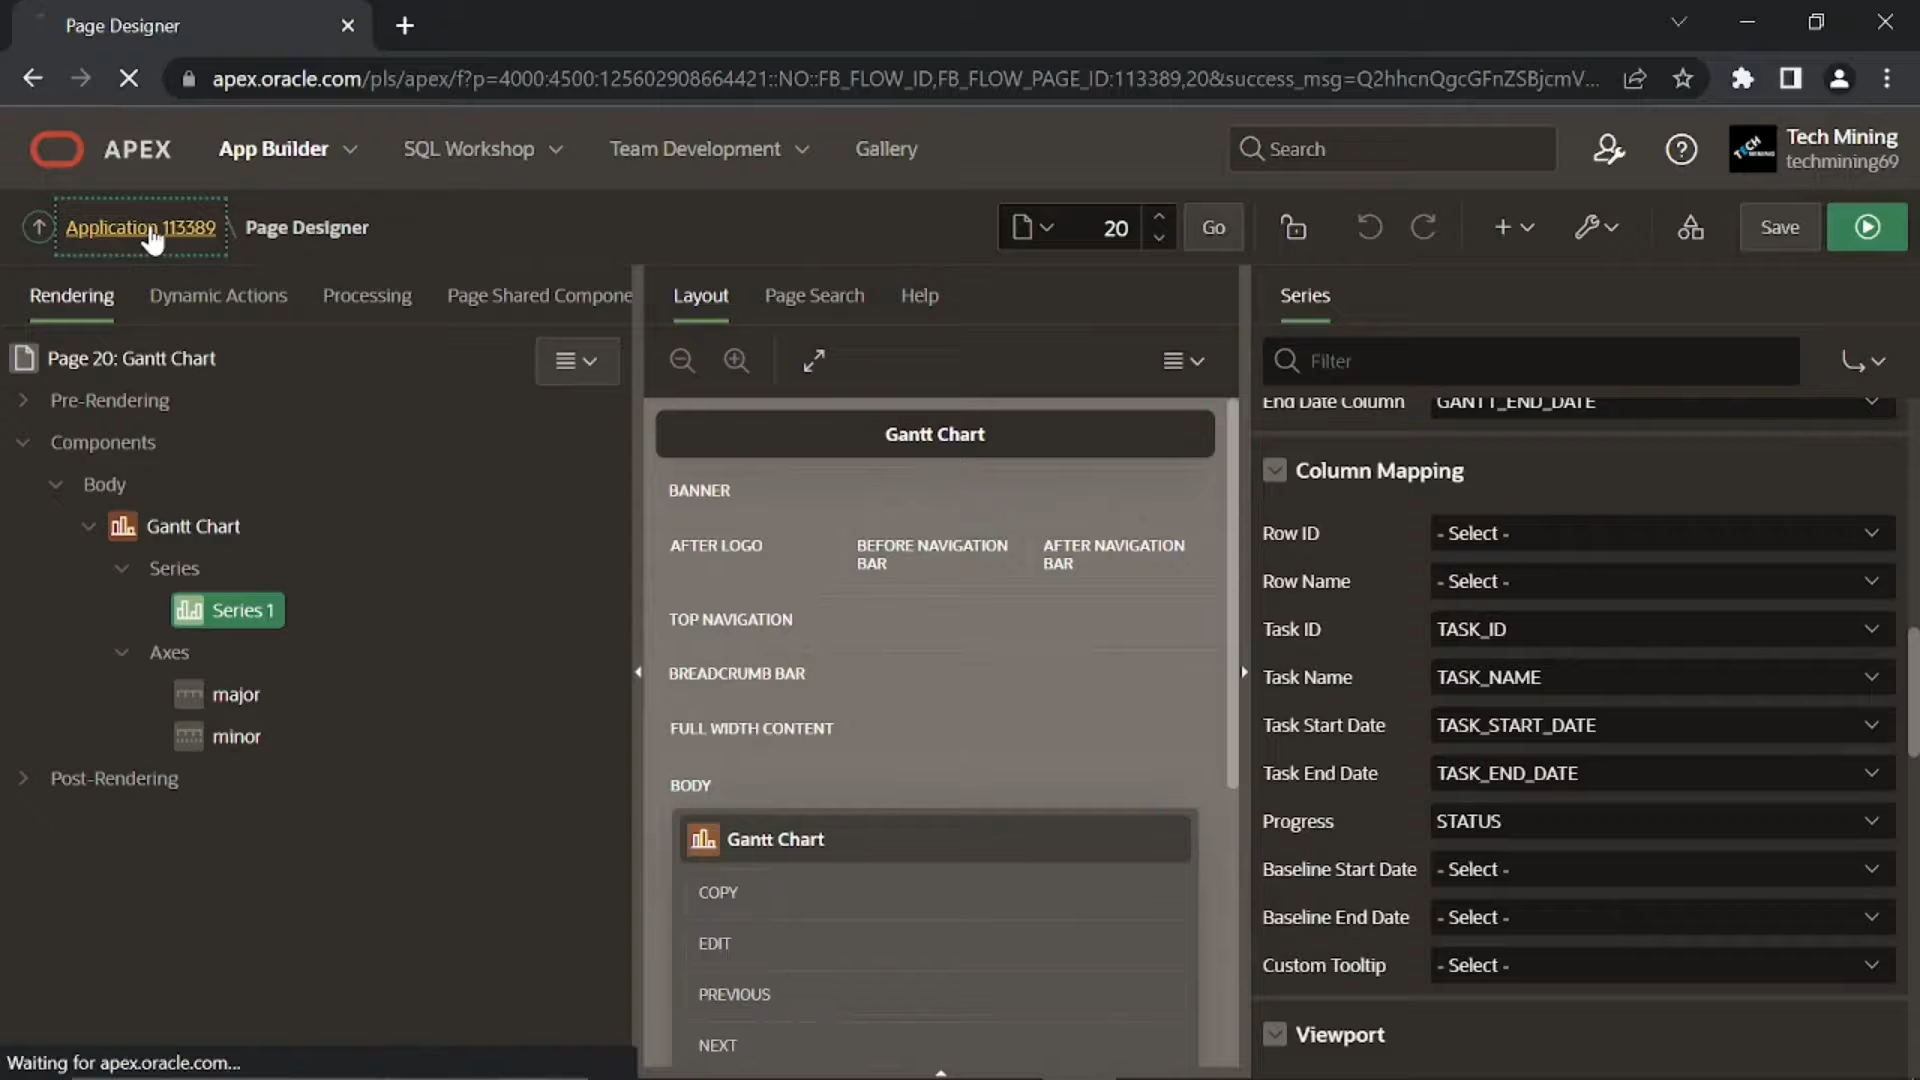 Page Designer
apex.oracle.com/pls/apex/f?p=4000:4500:125602908664421::NO::FB_FLOW_ID,FB_FLOW_PAGE_ID:113389,20&success_msg=Q2hhcnQgcGFnZSBjcmV...
APEX App Builder SQL Workshop Team Development Gallery Search Tech Mining
techmining69
Application 113389 \ Page Designer 20 Go Save
Rendering Dynamic Actions Processing Page Shared Compone
Page 20: Gantt Chart
Pre-Rendering
Components
Body
Gantt Chart
Series
Series 1
Axes
major
minor
Post-Rendering
Layout Page Search Help
Gantt Chart
BANNER
AFTER LOGO BEFORE NAVIGATION BAR AFTER NAVIGATION BAR
TOP NAVIGATION
BREADCRUMB BAR
FULL WIDTH CONTENT
BODY
Gantt Chart
COPY
EDIT
PREVIOUS
NEXT
Series
Filter
End Date Column GANTT_END_DATE
Column Mapping
Row ID - Select -
Row Name - Select -
Task ID TASK_ID
Task Name TASK_NAME
Task Start Date TASK_START_DATE
Task End Date TASK_END_DATE
Progress STATUS
Baseline Start Date - Select -
Baseline End Date - Select -
Custom Tooltip - Select -
Viewport
Waiting for apex.oracle.com...